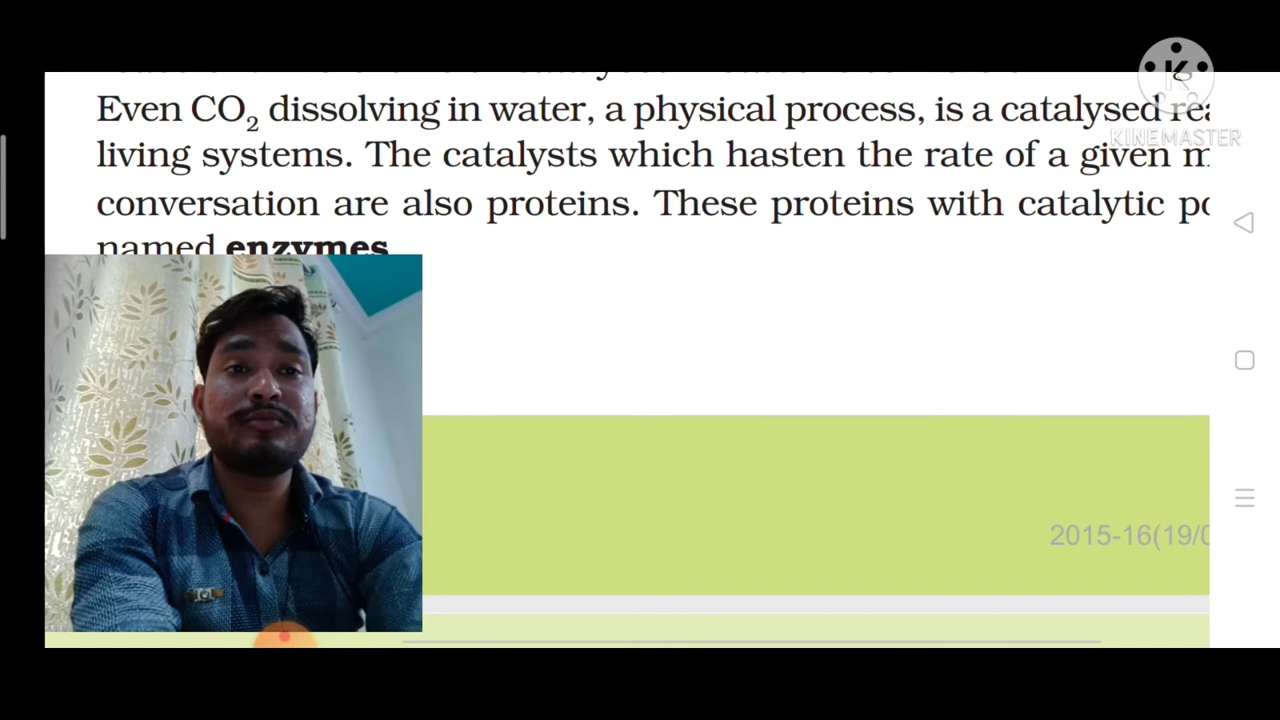 Even CO₂ dissolving in water, a physical process, is a catalysed
living systems. The catalysts which hasten the rate of a given
conversation are also proteins. These proteins with catalytic
named enzymes
K
KINEMASTER
2015-16(19/